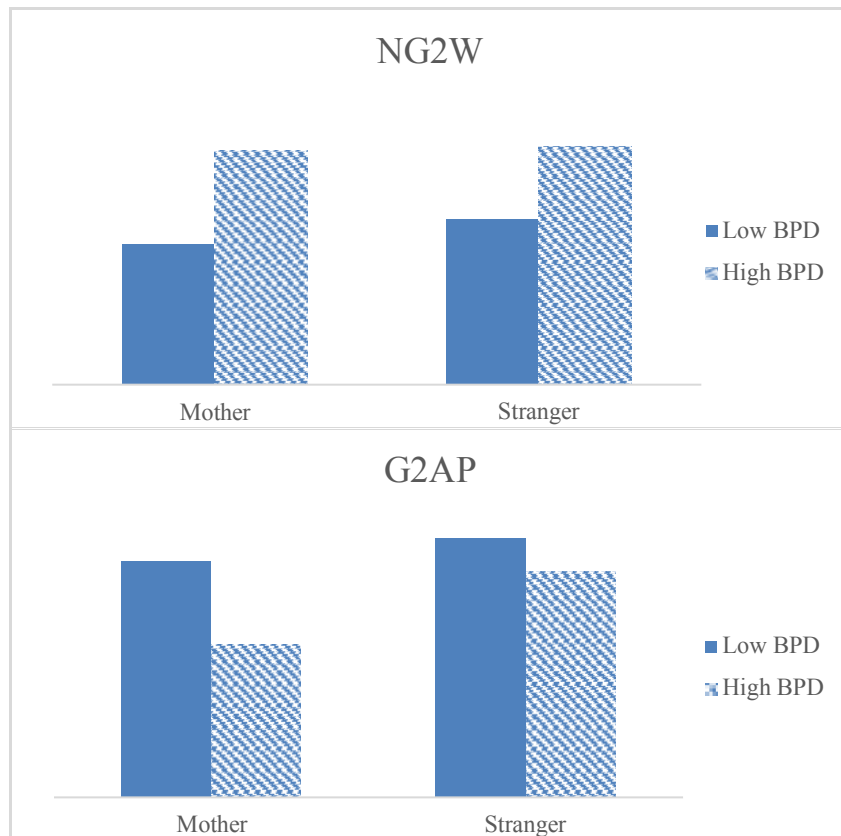 NG2W
Low BPD
High BPD
Mother
Stranger
G2AP
Low BPD
High BPD
Mother
Stranger